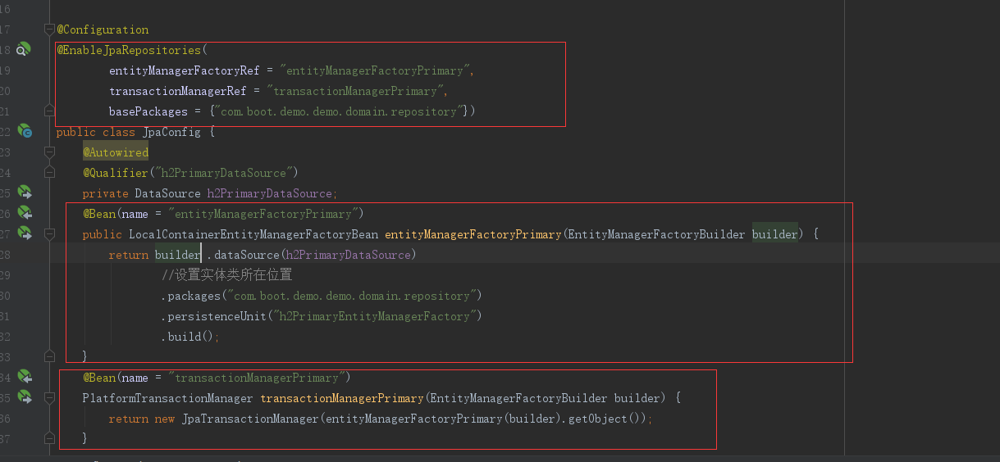 16
17 @Configuration
18 @EnableJpaRepositories(
19 entityManagerFactoryRef = "entityManagerFactoryPrimary",
20 transactionManagerRef = "transactionManagerPrimary",
21 basePackages = {"com.boot.demo.demo.domain.repository"})
22 public class JpaConfig {
23 @Autowired
24 @Qualifier("h2PrimaryDataSource")
25 private DataSource h2PrimaryDataSource;
26 @Bean(name = "entityManagerFactoryPrimary")
27 public LocalContainerEntityManagerFactoryBean entityManagerFactoryPrimary(EntityManagerFactoryBuilder builder) {
28 return builder .dataSource(h2PrimaryDataSource)
29 //设置实体类所在位置
30 .packages("com.boot.demo.demo.domain.repository")
31 .persistenceUnit("h2PrimaryEntityManagerFactory")
32 .build();
33 }
34 @Bean(name = "transactionManagerPrimary")
35 PlatformTransactionManager transactionManagerPrimary(EntityManagerFactoryBuilder builder) {
36 return new JpaTransactionManager(entityManagerFactoryPrimary(builder).getObject());
37 }